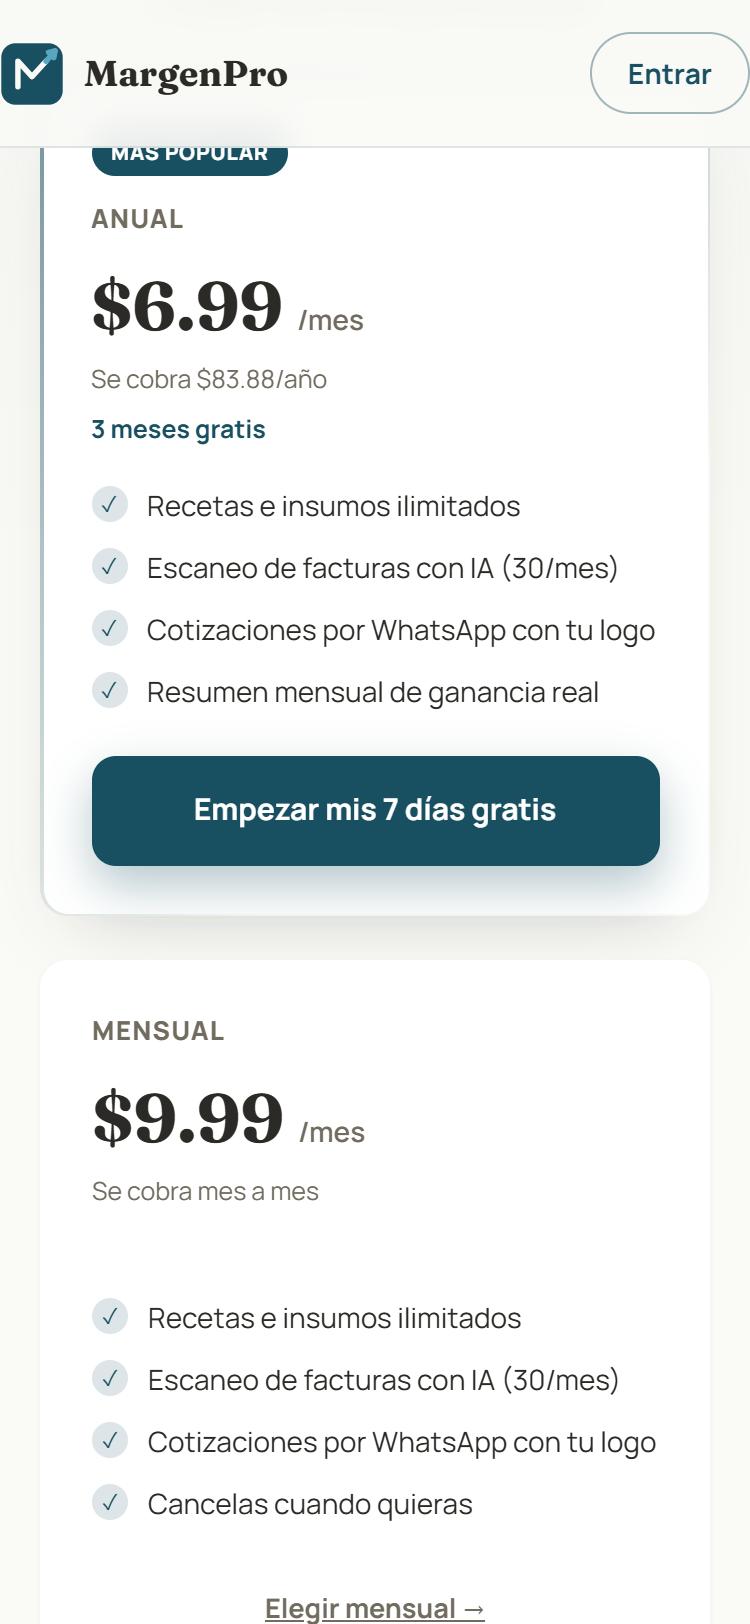 MargenPro
Entrar
MÁS POPULAR
ANUAL
$6.99 /mes
Se cobra $83.88/año
3 meses gratis
✓ Recetas e insumos ilimitados
✓ Escaneo de facturas con IA (30/mes)
✓ Cotizaciones por WhatsApp con tu logo
✓ Resumen mensual de ganancia real
Empezar mis 7 días gratis
MENSUAL
$9.99 /mes
Se cobra mes a mes
✓ Recetas e insumos ilimitados
✓ Escaneo de facturas con IA (30/mes)
✓ Cotizaciones por WhatsApp con tu logo
✓ Cancelas cuando quieras
Elegir mensual →